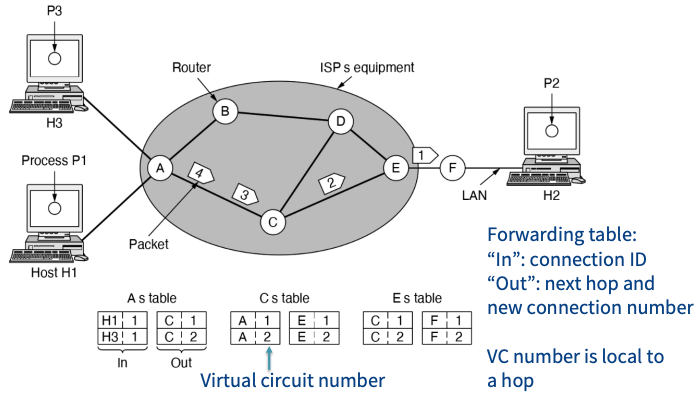 P3
H3
Process P1
Host H1
Router
ISP s equipment
B
D
A
C
E
F
4
3
2
1
Packet
LAN
P2
H2
Forwarding table:
“In”: connection ID
“Out”: next hop and
new connection number
VC number is local to
a hop
A s table
H1 1 C 1
H3 1 C 2
In Out
C s table
A 1 E 1
A 2 E 2
E s table
C 1 F 1
C 2 F 2
Virtual circuit number